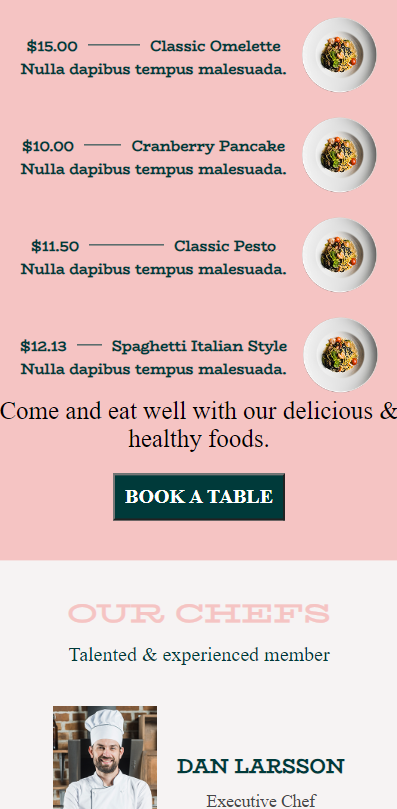 $15.00 Classic Omelette
Nulla dapibus tempus malesuada.
$10.00 Cranberry Pancake
Nulla dapibus tempus malesuada.
$11.50 Classic Pesto
Nulla dapibus tempus malesuada.
$12.13 Spaghetti Italian Style
Nulla dapibus tempus malesuada.
Come and eat well with our delicious &
healthy foods.
BOOK A TABLE
OUR CHEFS
Talented & experienced member
DAN LARSSON
Executive Chef